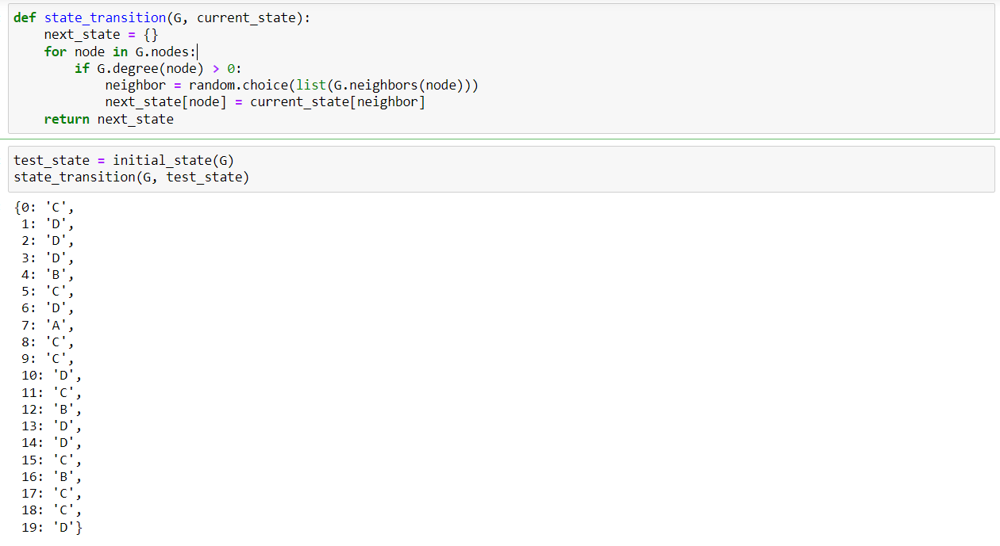 def state_transition(G, current_state):
    next_state = {}
    for node in G.nodes:
        if G.degree(node) > 0:
            neighbor = random.choice(list(G.neighbors(node)))
            next_state[node] = current_state[neighbor]
    return next_state
test_state = initial_state(G)
state_transition(G, test_state)
{0: 'C',
 1: 'D',
 2: 'D',
 3: 'D',
 4: 'B',
 5: 'C',
 6: 'D',
 7: 'A',
 8: 'C',
 9: 'C',
 10: 'D',
 11: 'C',
 12: 'B',
 13: 'D',
 14: 'D',
 15: 'C',
 16: 'B',
 17: 'C',
 18: 'C',
 19: 'D'}